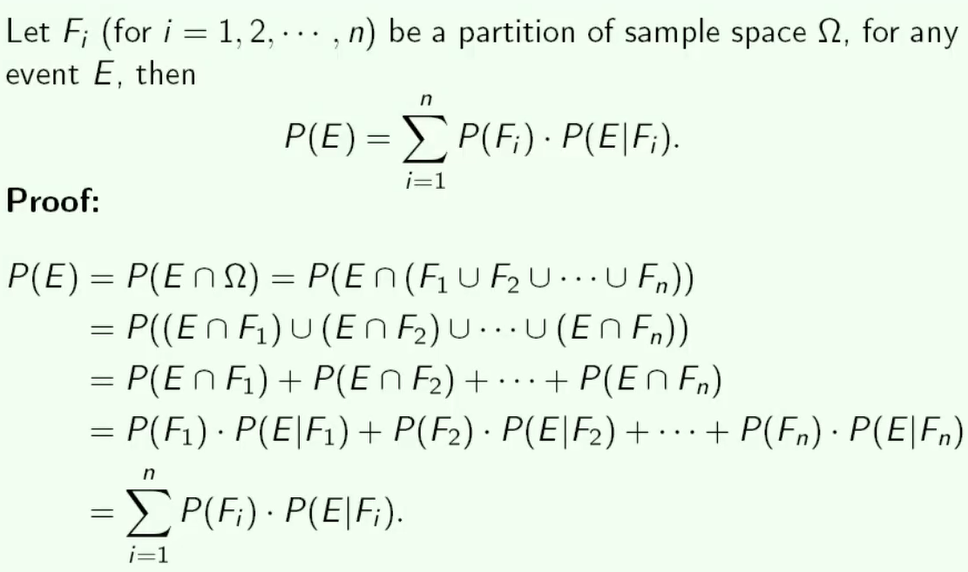 Let F_i (for i = 1, 2, ⋯ , n) be a partition of sample space Ω, for any
event E, then
P(E) = ∑_{i=1}^{n} P(F_i) · P(E|F_i).
Proof:
P(E) = P(E ∩ Ω) = P(E ∩ (F_1 ∪ F_2 ∪ ⋯ ∪ F_n))
= P((E ∩ F_1) ∪ (E ∩ F_2) ∪ ⋯ ∪ (E ∩ F_n))
= P(E ∩ F_1) + P(E ∩ F_2) + ⋯ + P(E ∩ F_n)
= P(F_1) · P(E|F_1) + P(F_2) · P(E|F_2) + ⋯ + P(F_n) · P(E|F_n)
= ∑_{i=1}^{n} P(F_i) · P(E|F_i).